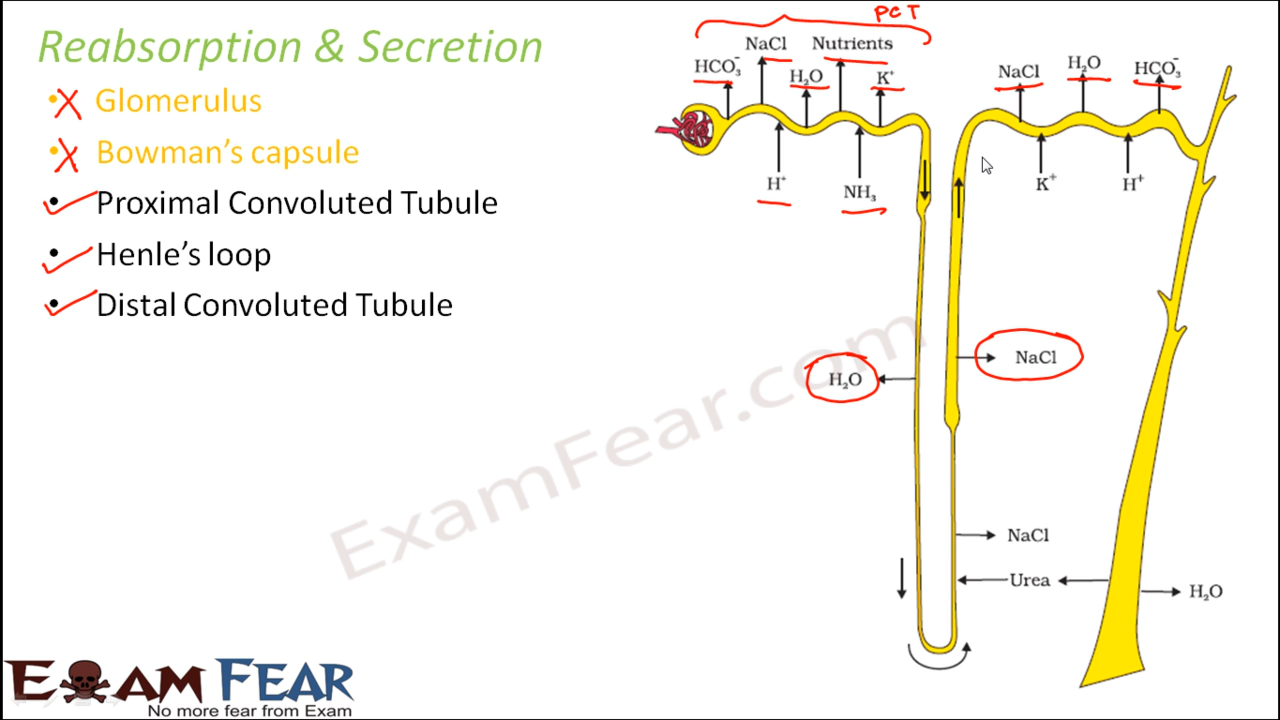 Reabsorption & Secretion
• Glomerulus
• Bowman's capsule
• Proximal Convoluted Tubule
• Henle's loop
• Distal Convoluted Tubule
PCT
HCO₃⁻
NaCl
H₂O
Nutrients
K⁺
H⁺
NH₃
NaCl
H₂O
HCO₃⁻
K⁺
H⁺
H₂O
NaCl
NaCl
Urea
H₂O
ExamFear.com
EXAM FEAR
No more fear from Exam